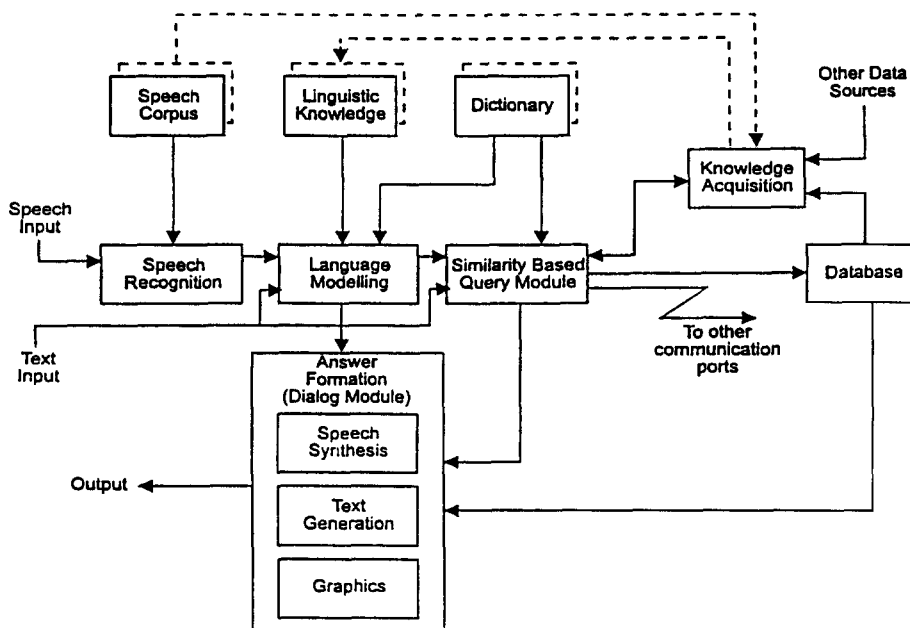 Speech
Corpus
Linguistic
Knowledge
Dictionary
Other Data
Sources
Knowledge
Acquisition
Speech
Input
Speech
Recognition
Language
Modelling
Similarity Based
Query Module
Database
Text
Input
To other
communication
ports
Answer
Formation
(Dialog Module)
Speech
Synthesis
Output
Text
Generation
Graphics